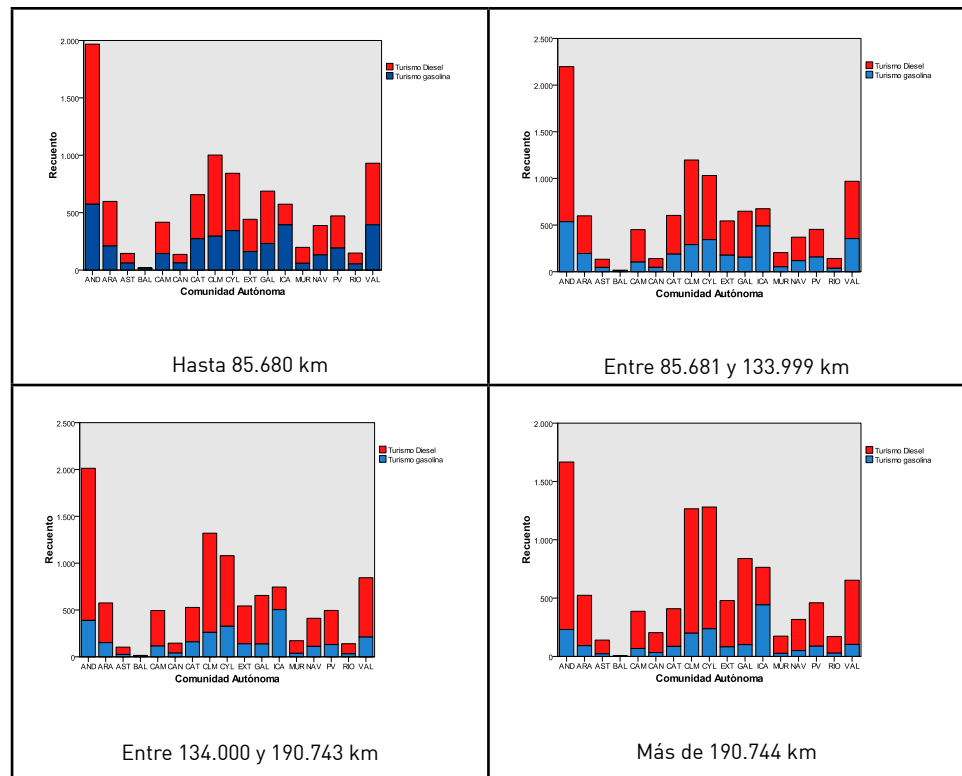 2.000
1.500
1.000
500
0
Recuento
AND ARA AST BAL CAM CAN CAT CLM CYL EXT GAL ICA MUR NAV PV RIO VAL
Comunidad Autónoma
Turismo Diesel
Turismo gasolina
Hasta 85.680 km
2.500
2.000
1.500
1.000
500
0
Recuento
AND ARA AST BAL CAM CAN CAT CLM CYL EXT GAL ICA MUR NAV PV RIO VAL
Comunidad Autónoma
Turismo Diesel
Turismo gasolina
Entre 85.681 y 133.999 km
2.500
2.000
1.500
1.000
500
0
Recuento
AND ARA AST BAL CAM CAN CAT CLM CYL EXT GAL ICA MUR NAV PV RIO VAL
Comunidad Autónoma
Turismo Diesel
Turismo gasolina
Entre 134.000 y 190.743 km
2.000
1.500
1.000
500
0
Recuento
AND ARA AST BAL CAM CAN CAT CLM CYL EXT GAL ICA MUR NAV PV RIO VAL
Comunidad Autónoma
Turismo Diesel
Turismo gasolina
Más de 190.744 km